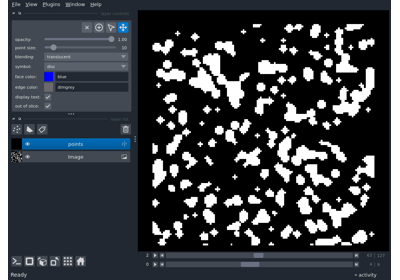 File View Plugins Window Help
opacity: 1.00
point size: 10
blending: translucent
symbol: disc
face color: blue
edge color: dimgrey
display text:
out of slice:
points
Image
2
0
Ready activity